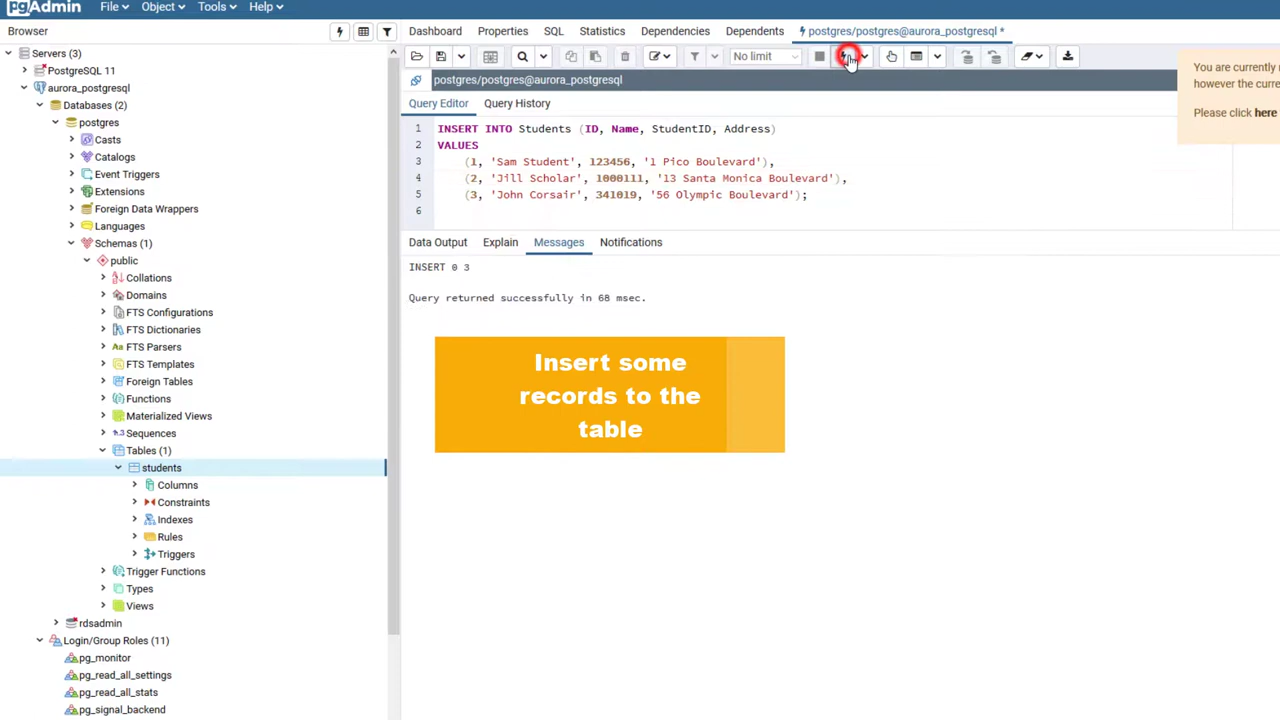 pgAdmin File Object Tools Help
Browser
Dashboard Properties SQL Statistics Dependencies Dependents postgres/postgres@aurora_postgresql *
No limit
postgres/postgres@aurora_postgresql
You are currently
however the curre
Please click here
Query Editor Query History
1 INSERT INTO Students (ID, Name, StudentID, Address)
2 VALUES
3 (1, 'Sam Student', 123456, '1 Pico Boulevard'),
4 (2, 'Jill Scholar', 1000111, '13 Santa Monica Boulevard'),
5 (3, 'John Corsair', 341019, '56 Olympic Boulevard');
6
Data Output Explain Messages Notifications
INSERT 0 3
Query returned successfully in 68 msec.
Insert some
records to the
table
Servers (3)
PostgreSQL 11
aurora_postgresql
Databases (2)
postgres
Casts
Catalogs
Event Triggers
Extensions
Foreign Data Wrappers
Languages
Schemas (1)
public
Collations
Domains
FTS Configurations
FTS Dictionaries
FTS Parsers
FTS Templates
Foreign Tables
Functions
Materialized Views
Sequences
Tables (1)
students
Columns
Constraints
Indexes
Rules
Triggers
Trigger Functions
Types
Views
rdsadmin
Login/Group Roles (11)
pg_monitor
pg_read_all_settings
pg_read_all_stats
pg_signal_backend